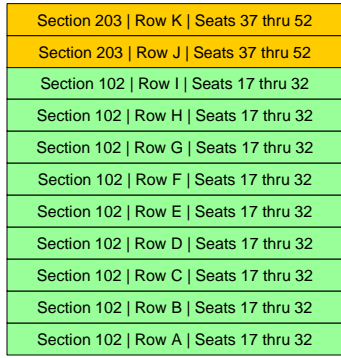 Section 203 | Row K | Seats 37 thru 52
Section 203 | Row J | Seats 37 thru 52
Section 102 | Row I | Seats 17 thru 32
Section 102 | Row H | Seats 17 thru 32
Section 102 | Row G | Seats 17 thru 32
Section 102 | Row F | Seats 17 thru 32
Section 102 | Row E | Seats 17 thru 32
Section 102 | Row D | Seats 17 thru 32
Section 102 | Row C | Seats 17 thru 32
Section 102 | Row B | Seats 17 thru 32
Section 102 | Row A | Seats 17 thru 32